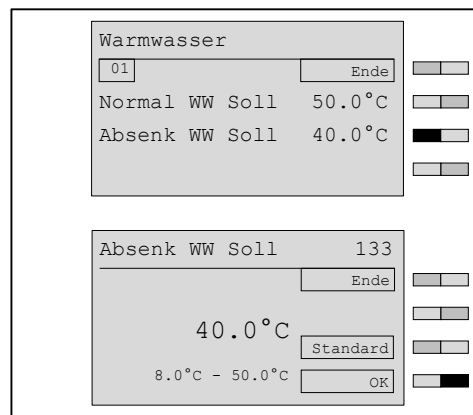 Warmwasser
01 Ende
Normal WW Soll 50.0°C
Absenk WW Soll 40.0°C
Absenk WW Soll 133
Ende
40.0°C
Standard
8.0°C - 50.0°C OK